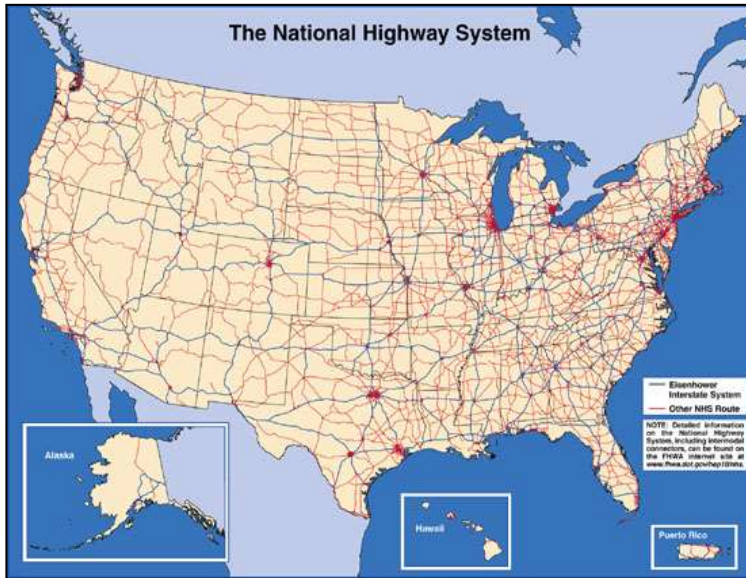 The National Highway System
Eisenhower
Interstate System
Other NHS Route
NOTE: Detailed information
on the National Highway
System, including intermodal
connectors, can be found on
the FHWA internet site at
Alaska
Hawaii
Puerto Rico